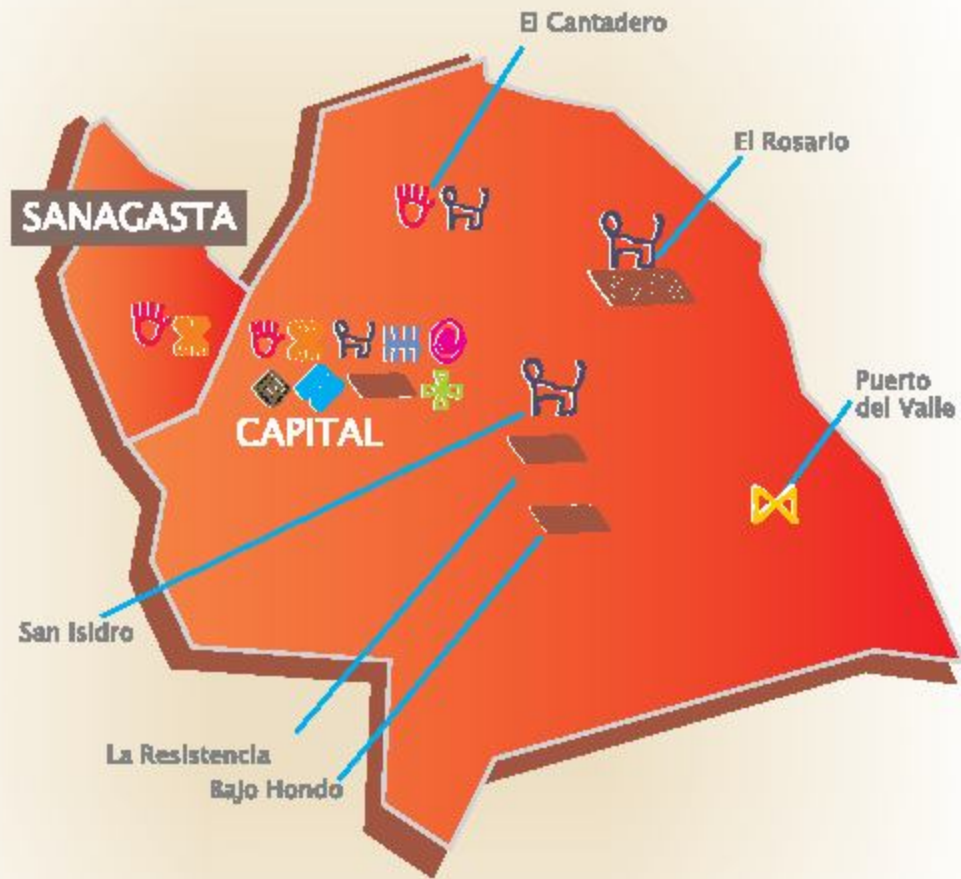 El Cantadero
El Rosario
SANAGASTA
Puerto
del Valle
CAPITAL
San Isidro
La Resistencia
Bajo Hondo